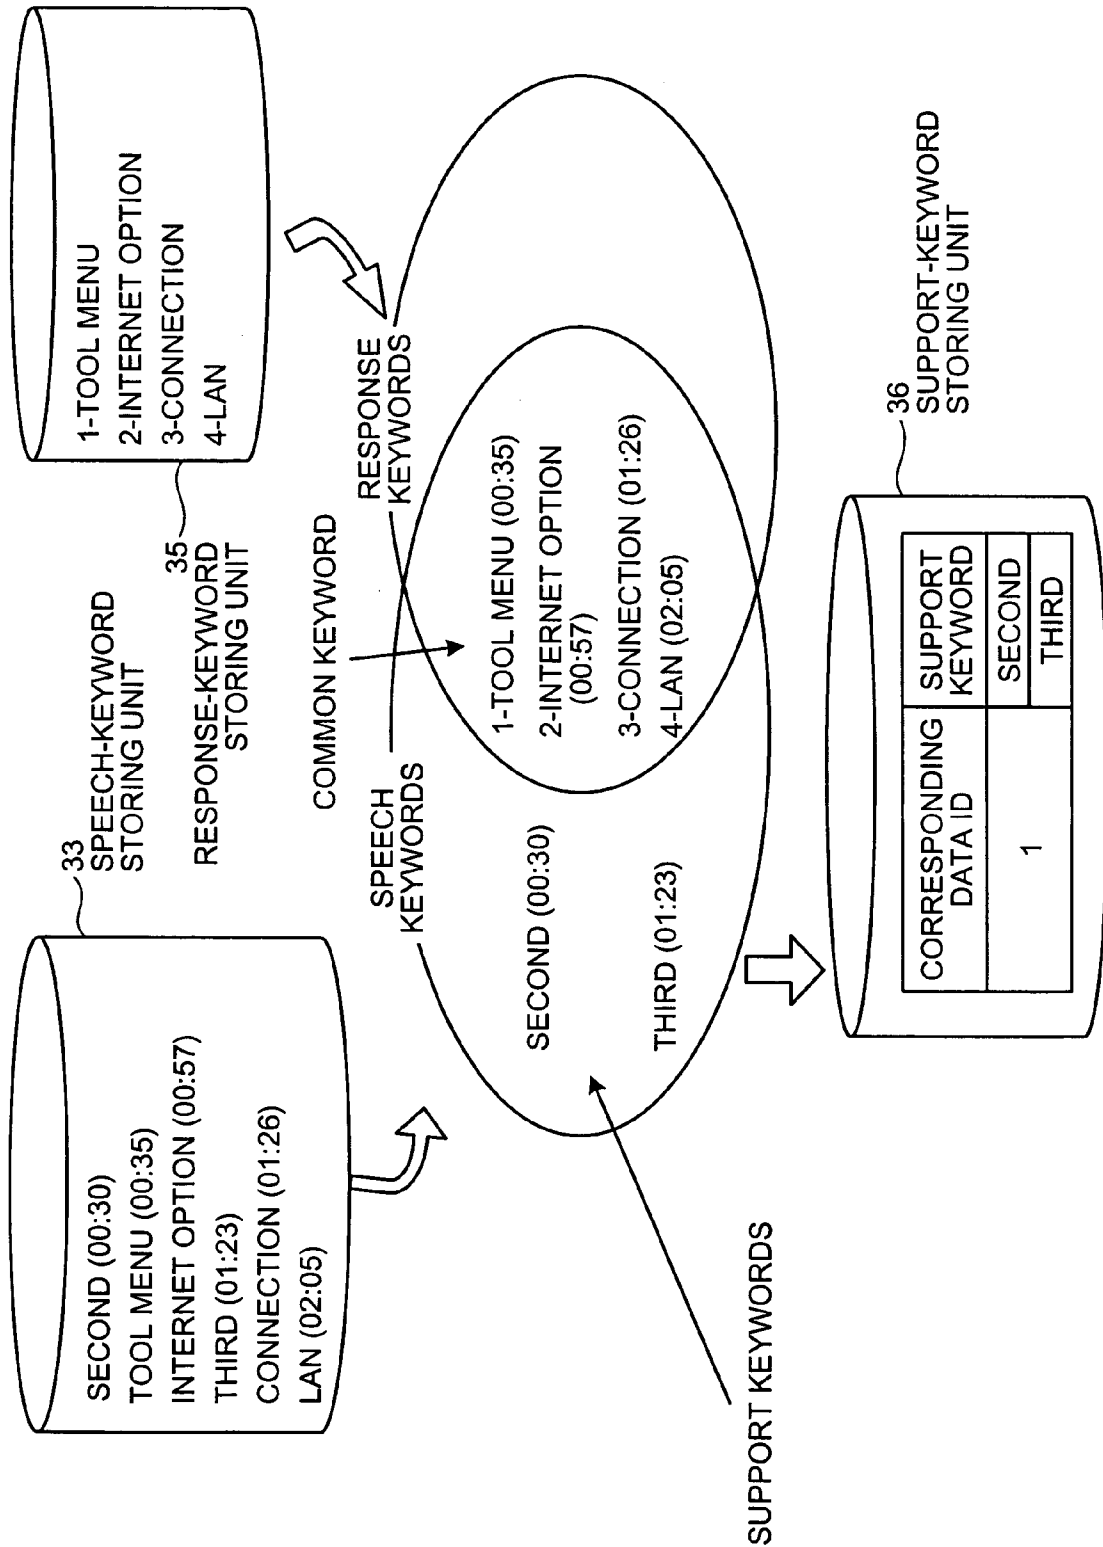 33
SPEECH-KEYWORD
STORING UNIT
SECOND (00:30)
TOOL MENU (00:35)
INTERNET OPTION (00:57)
THIRD (01:23)
CONNECTION (01:26)
LAN (02:05)
35
RESPONSE-KEYWORD
STORING UNIT
1-TOOL MENU
2-INTERNET OPTION
3-CONNECTION
4-LAN
COMMON KEYWORD
SPEECH
KEYWORDS
RESPONSE
KEYWORDS
SECOND (00:30)
THIRD (01:23)
1-TOOL MENU (00:35)
2-INTERNET OPTION
(00:57)
3-CONNECTION (01:26)
4-LAN (02:05)
SUPPORT KEYWORDS
36
SUPPORT-KEYWORD
STORING UNIT
CORRESPONDING
DATA ID
SUPPORT
KEYWORD
1
SECOND
THIRD